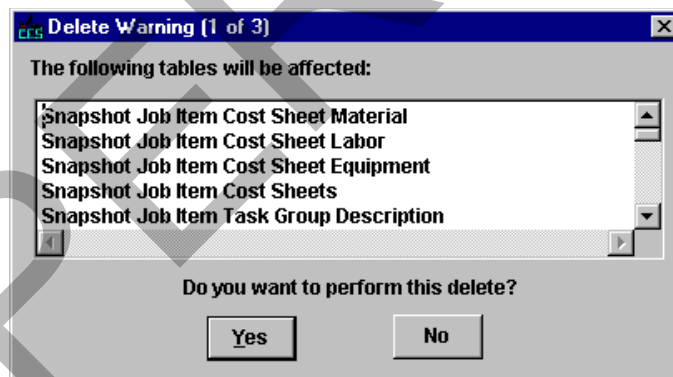 CES Delete Warning (1 of 3)
The following tables will be affected:
Snapshot Job Item Cost Sheet Material
Snapshot Job Item Cost Sheet Labor
Snapshot Job Item Cost Sheet Equipment
Snapshot Job Item Cost Sheets
Snapshot Job Item Task Group Description
Do you want to perform this delete?
Yes No